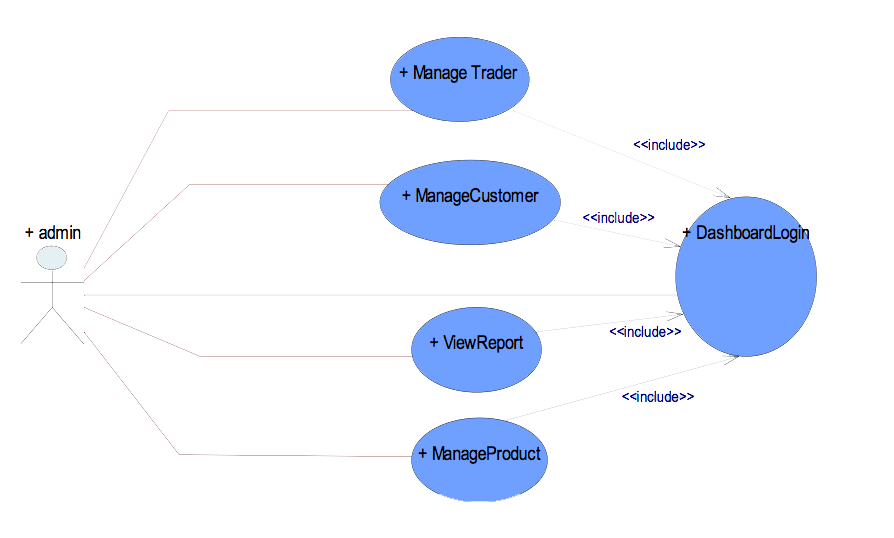 + Manage Trader
<<include>>
+ ManageCustomer
<<include>>
+ admin
+ DashboardLogin
<<include>>
+ ViewReport
<<include>>
+ ManageProduct